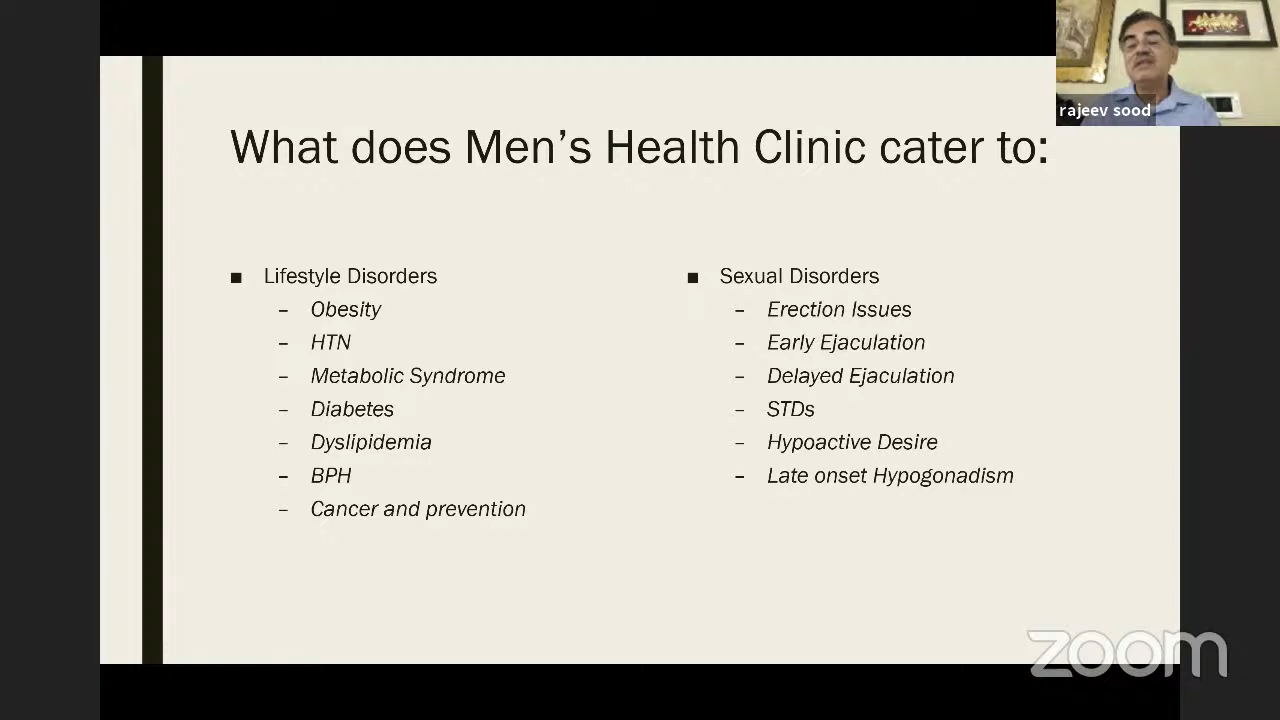 rajeev sood
What does Men's Health Clinic cater to:
■ Lifestyle Disorders
– Obesity
– HTN
– Metabolic Syndrome
– Diabetes
– Dyslipidemia
– BPH
– Cancer and prevention
■ Sexual Disorders
– Erection Issues
– Early Ejaculation
– Delayed Ejaculation
– STDs
– Hypoactive Desire
– Late onset Hypogonadism
zoom